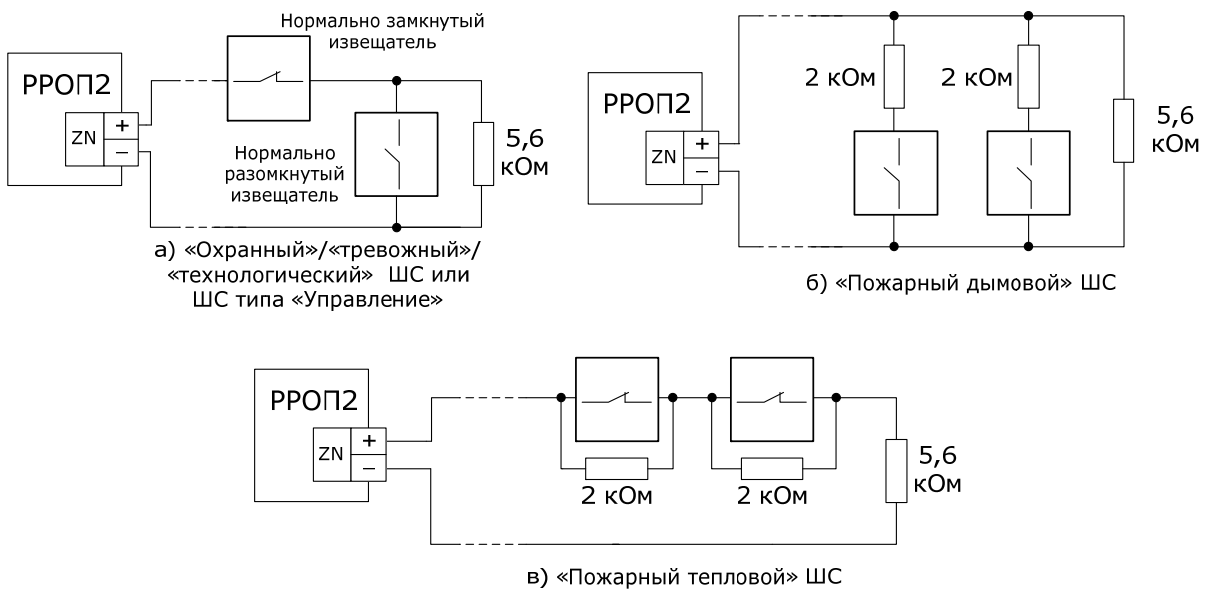 Нормально замкнутый
извещатель
РРОП2
ZN
+
−
Нормально
разомкнутый
извещатель
5,6
кОм
а) «Охранный»/«тревожный»/
«технологический» ШС или
ШС типа «Управление»
РРОП2
ZN
+
−
2 кОм
2 кОм
5,6
кОм
б) «Пожарный дымовой» ШС
РРОП2
ZN
+
−
2 кОм
2 кОм
5,6
кОм
в) «Пожарный тепловой» ШС